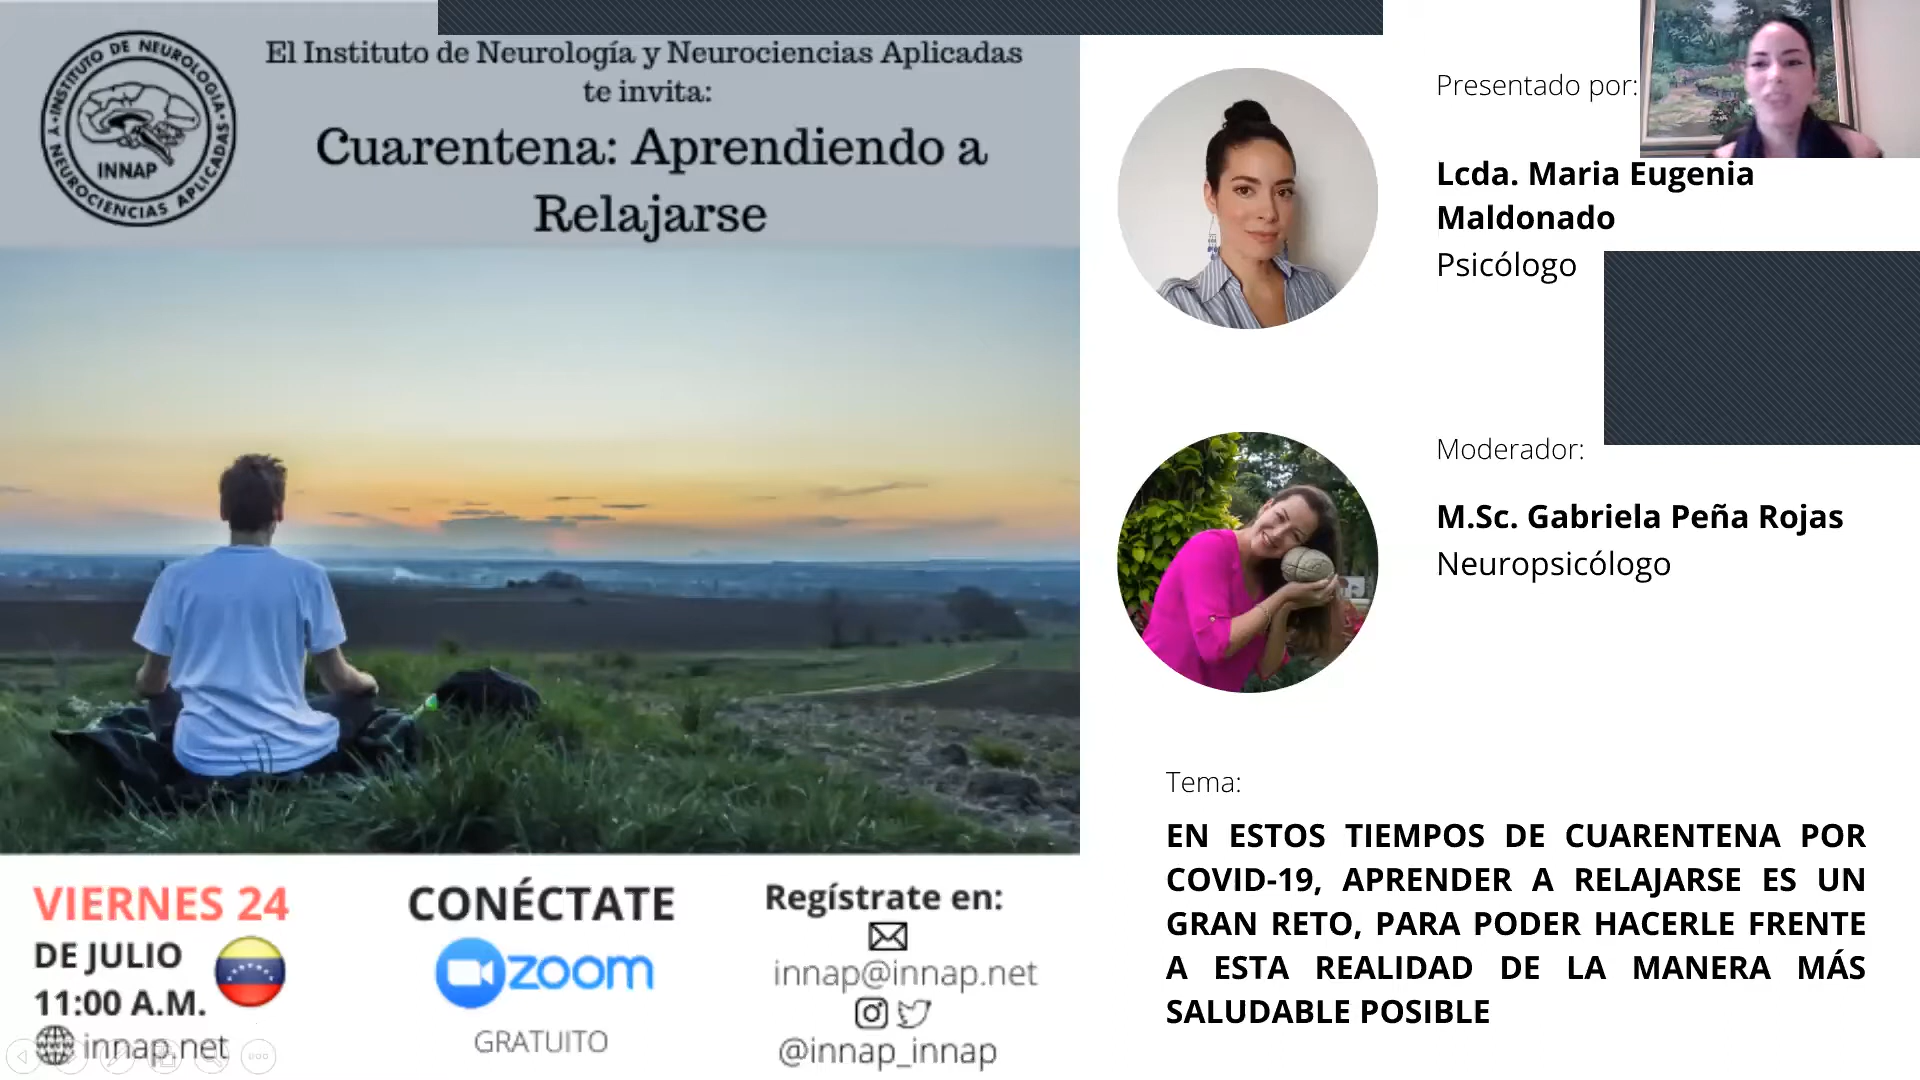 INSTITUTO DE NEUROLOGIA Y NEUROCIENCIAS APLICADAS
INNAP
El Instituto de Neurología y Neurociencias Aplicadas
te invita:
Cuarentena: Aprendiendo a
Relajarse
VIERNES 24
DE JULIO
11:00 A.M.
innap.net
CONÉCTATE
zoom
GRATUITO
Regístrate en:
innap@innap.net
@innap_innap
Presentado por:
Lcda. Maria Eugenia
Maldonado
Psicólogo
Moderador:
M.Sc. Gabriela Peña Rojas
Neuropsicólogo
Tema:
EN ESTOS TIEMPOS DE CUARENTENA POR
COVID-19, APRENDER A RELAJARSE ES UN
GRAN RETO, PARA PODER HACERLE FRENTE
A ESTA REALIDAD DE LA MANERA MÁS
SALUDABLE POSIBLE